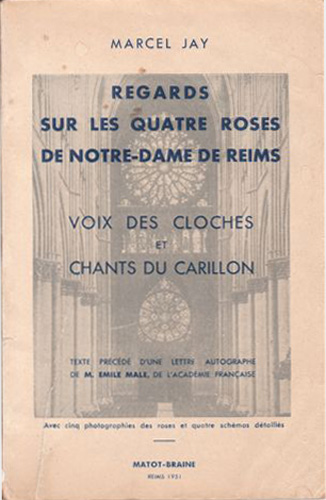 MARCEL JAY
REGARDS
SUR LES QUATRE ROSES
DE NOTRE-DAME DE REIMS
VOIX DES CLOCHES
ET
CHANTS DU CARILLON
TEXTE PRÉCÉDÉ D'UNE LETTRE AUTOGRAPHE
DE M. EMILE MALE, DE L'ACADÉMIE FRANÇAISE
Avec cinq photographies des roses et quatre schémas détaillés
MATOT-BRAINE
REIMS 1951